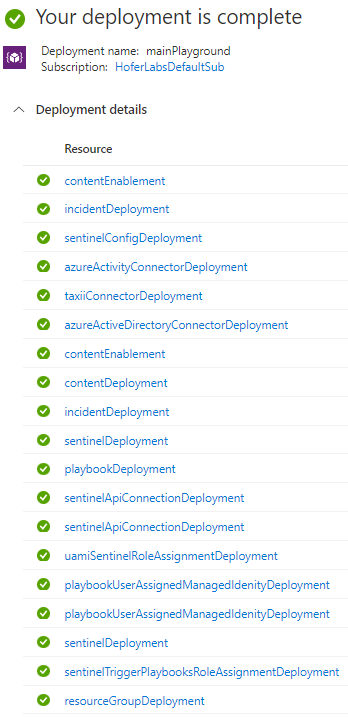 Your deployment is complete
Deployment name: mainPlayground
Subscription: HoferLabsDefaultSub
Deployment details
Resource
contentEnablement
incidentDeployment
sentinelConfigDeployment
azureActivityConnectorDeployment
taxiiConnectorDeployment
azureActiveDirectoryConnectorDeployment
contentEnablement
contentDeployment
incidentDeployment
sentinelDeployment
playbookDeployment
sentinelApiConnectionDeployment
sentinelApiConnectionDeployment
uamiSentinelRoleAssignmentDeployment
playbookUserAssignedManagedIdenityDeployment
playbookUserAssignedManagedIdenityDeployment
sentinelDeployment
sentinelTriggerPlaybooksRoleAssignmentDeployment
resourceGroupDeployment